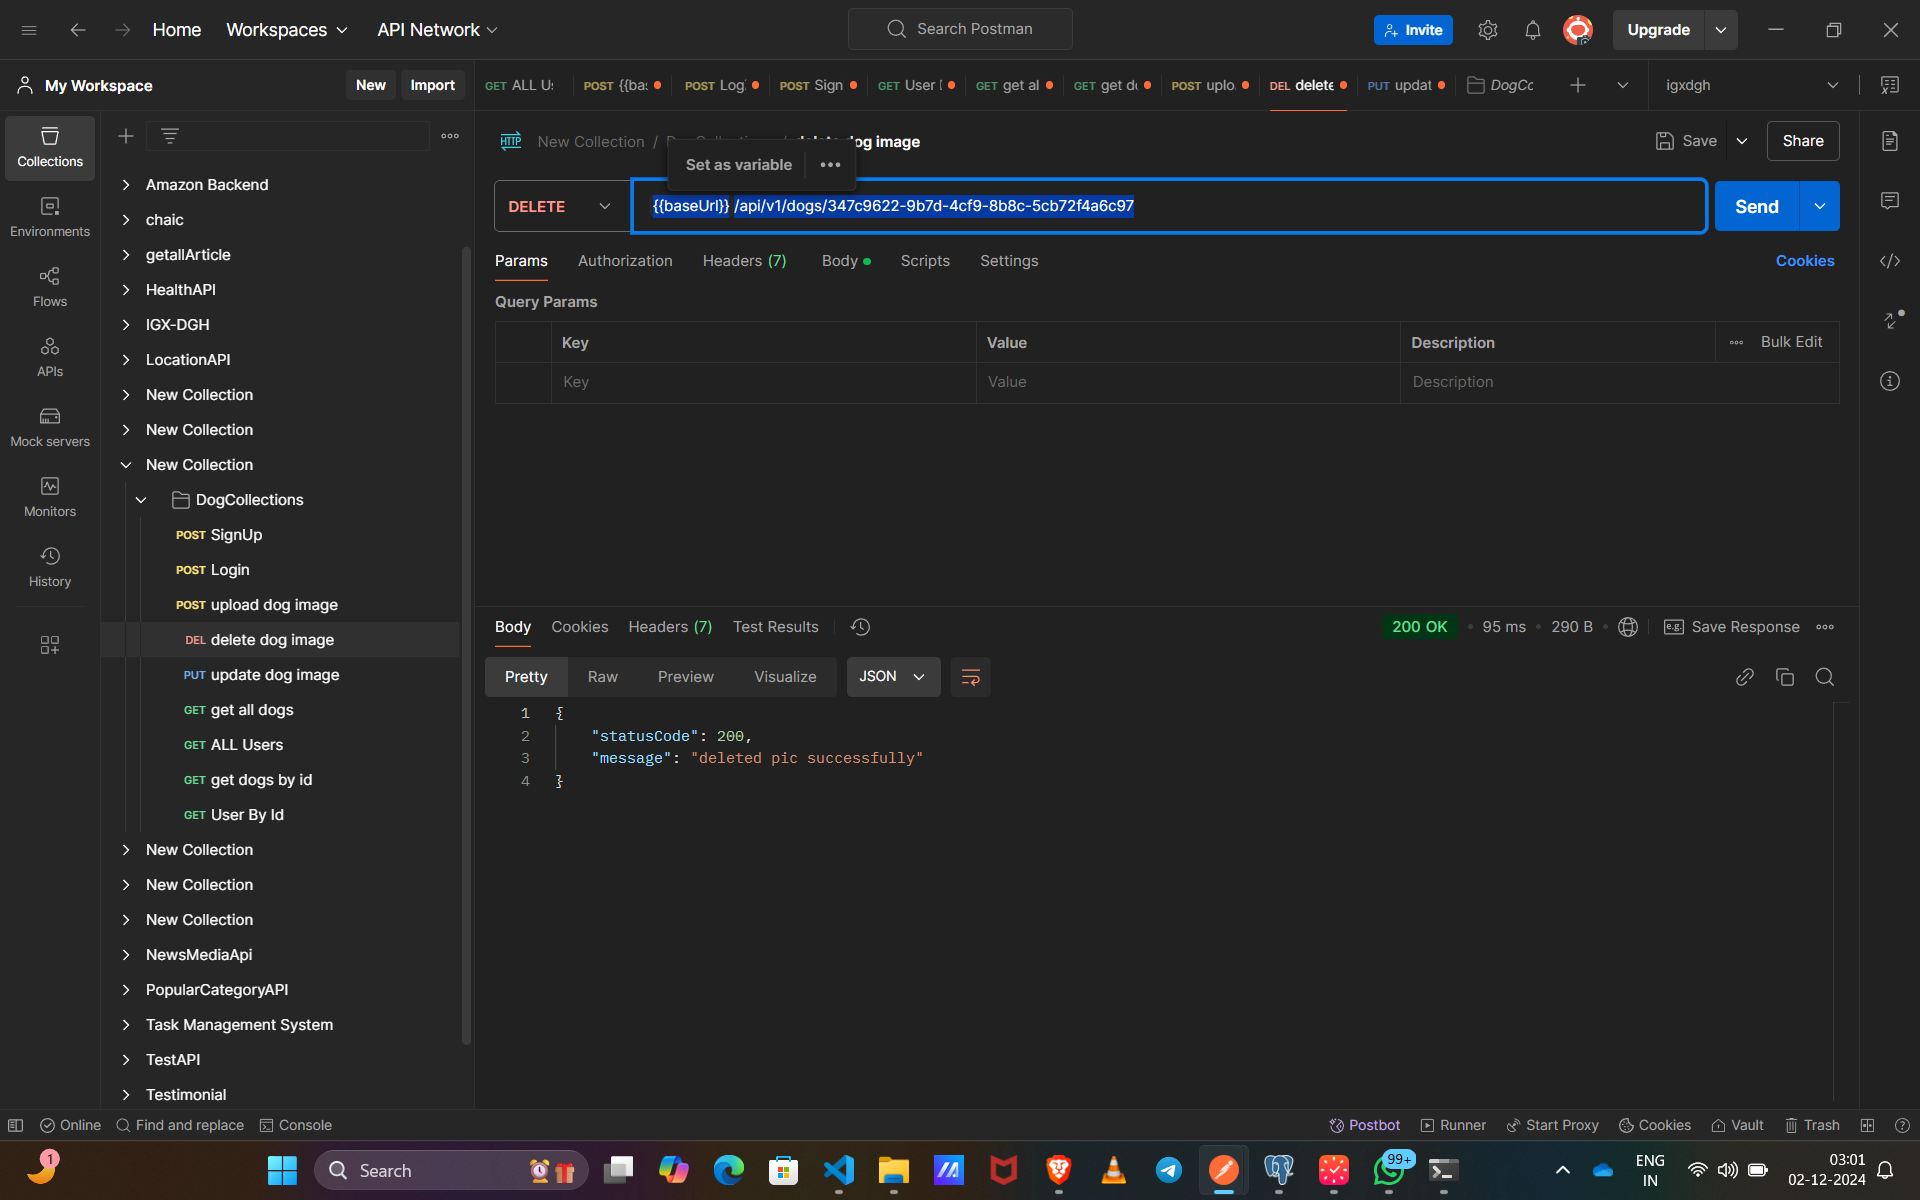 Home Workspaces API Network Search Postman Invite Upgrade
My Workspace New Import GET ALL Us POST {{bas POST Log POST Sign GET User D GET get al GET get do POST uplo DEL delete PUT updat DogCo igxdgh
Collections
Environments
Flows
APIs
Mock servers
Monitors
History
Amazon Backend
chaic
getallArticle
HealthAPI
IGX-DGH
LocationAPI
New Collection
New Collection
New Collection
DogCollections
POST SignUp
POST Login
POST upload dog image
DEL delete dog image
PUT update dog image
GET get all dogs
GET ALL Users
GET get dogs by id
GET User By Id
New Collection
New Collection
New Collection
NewsMediaApi
PopularCategoryAPI
Task Management System
TestAPI
Testimonial
HTTP New Collection / / dog image Save Share
Set as variable
DELETE {{baseUrl}} /api/v1/dogs/347c9622-9b7d-4cf9-8b8c-5cb72f4a6c97 Send
Params Authorization Headers (7) Body Scripts Settings Cookies
Query Params
Key Value Description Bulk Edit
Key Value Description
Body Cookies Headers (7) Test Results 200 OK 95 ms 290 B e.g. Save Response
Pretty Raw Preview Visualize JSON
1 {
2 "statusCode": 200,
3 "message": "deleted pic successfully"
4 }
Online Find and replace Console Postbot Runner Start Proxy Cookies Vault Trash
1 Search 99+ ENG IN 03:01
02-12-2024